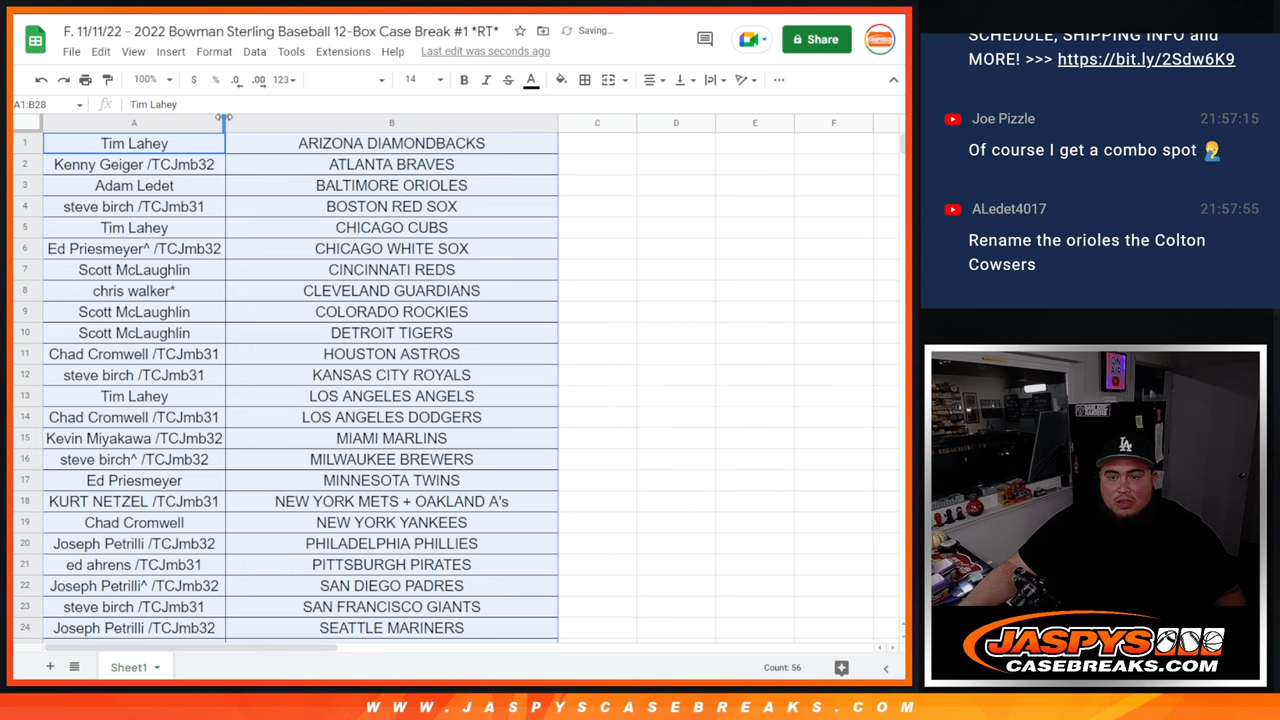 F. 11/11/22 - 2022 Bowman Sterling Baseball 12-Box Case Break #1 *RT*
Saving...
Share
File Edit View Insert Format Data Tools Extensions Help Last edit was seconds ago
100% $ % .0 .00 123 14 B I S A
A1:B28 fx Tim Lahey
A B C D E F
1 Tim Lahey ARIZONA DIAMONDBACKS
2 Kenny Geiger /TCJmb32 ATLANTA BRAVES
3 Adam Ledet BALTIMORE ORIOLES
4 steve birch /TCJmb31 BOSTON RED SOX
5 Tim Lahey CHICAGO CUBS
6 Ed Priesmeyer^ /TCJmb32 CHICAGO WHITE SOX
7 Scott McLaughlin CINCINNATI REDS
8 chris walker* CLEVELAND GUARDIANS
9 Scott McLaughlin COLORADO ROCKIES
10 Scott McLaughlin DETROIT TIGERS
11 Chad Cromwell /TCJmb31 HOUSTON ASTROS
12 steve birch /TCJmb31 KANSAS CITY ROYALS
13 Tim Lahey LOS ANGELES ANGELS
14 Chad Cromwell /TCJmb31 LOS ANGELES DODGERS
15 Kevin Miyakawa /TCJmb32 MIAMI MARLINS
16 steve birch^ /TCJmb32 MILWAUKEE BREWERS
17 Ed Priesmeyer MINNESOTA TWINS
18 KURT NETZEL /TCJmb31 NEW YORK METS + OAKLAND A's
19 Chad Cromwell NEW YORK YANKEES
20 Joseph Petrilli /TCJmb32 PHILADELPHIA PHILLIES
21 ed ahrens /TCJmb31 PITTSBURGH PIRATES
22 Joseph Petrilli^ /TCJmb32 SAN DIEGO PADRES
23 steve birch /TCJmb31 SAN FRANCISCO GIANTS
24 Joseph Petrilli /TCJmb32 SEATTLE MARINERS
Sheet1
Count: 56
SCHEDULE, SHIPPING INFO and
MORE! >>> https://bit.ly/2Sdw6K9
Joe Pizzle 21:57:15
Of course I get a combo spot 🤦‍♂️
ALedet4017 21:57:55
Rename the orioles the Colton
Cowsers
ON AIR
LA
JASPYS
CASEBREAKS.COM
WWW.JASPYSCASEBREAKS.COM